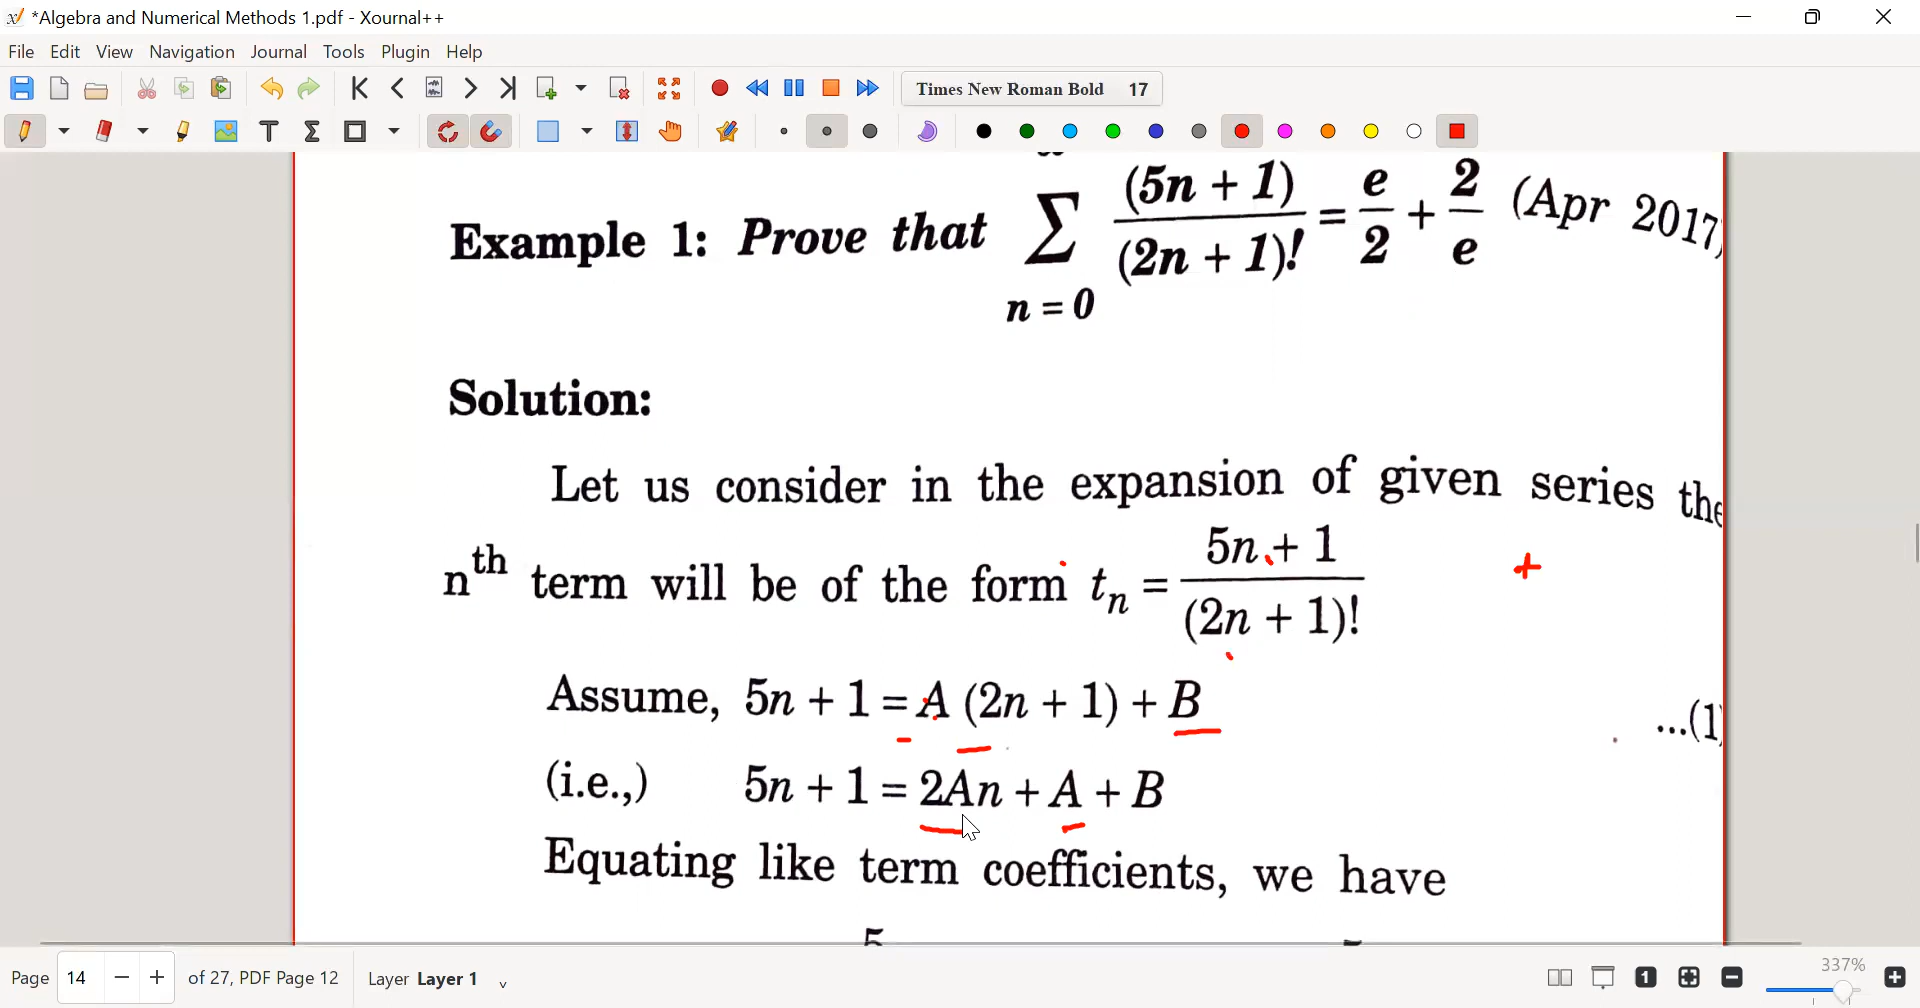 *Algebra and Numerical Methods 1.pdf - Xournal++
File Edit View Navigation Journal Tools Plugin Help
Times New Roman Bold 17
Example 1: Prove that ∑ n = 0 (5n + 1) / (2n + 1)! = e/2 + 2/e (Apr 2017)
Solution:
Let us consider in the expansion of given series the
nth term will be of the form tn = 5n + 1 / (2n + 1)!
+
Assume, 5n + 1 = A (2n + 1) + B ...(1)
(i.e.,) 5n + 1 = 2An + A + B
Equating like term coefficients, we have
Page 14 of 27, PDF Page 12 Layer Layer 1 337%